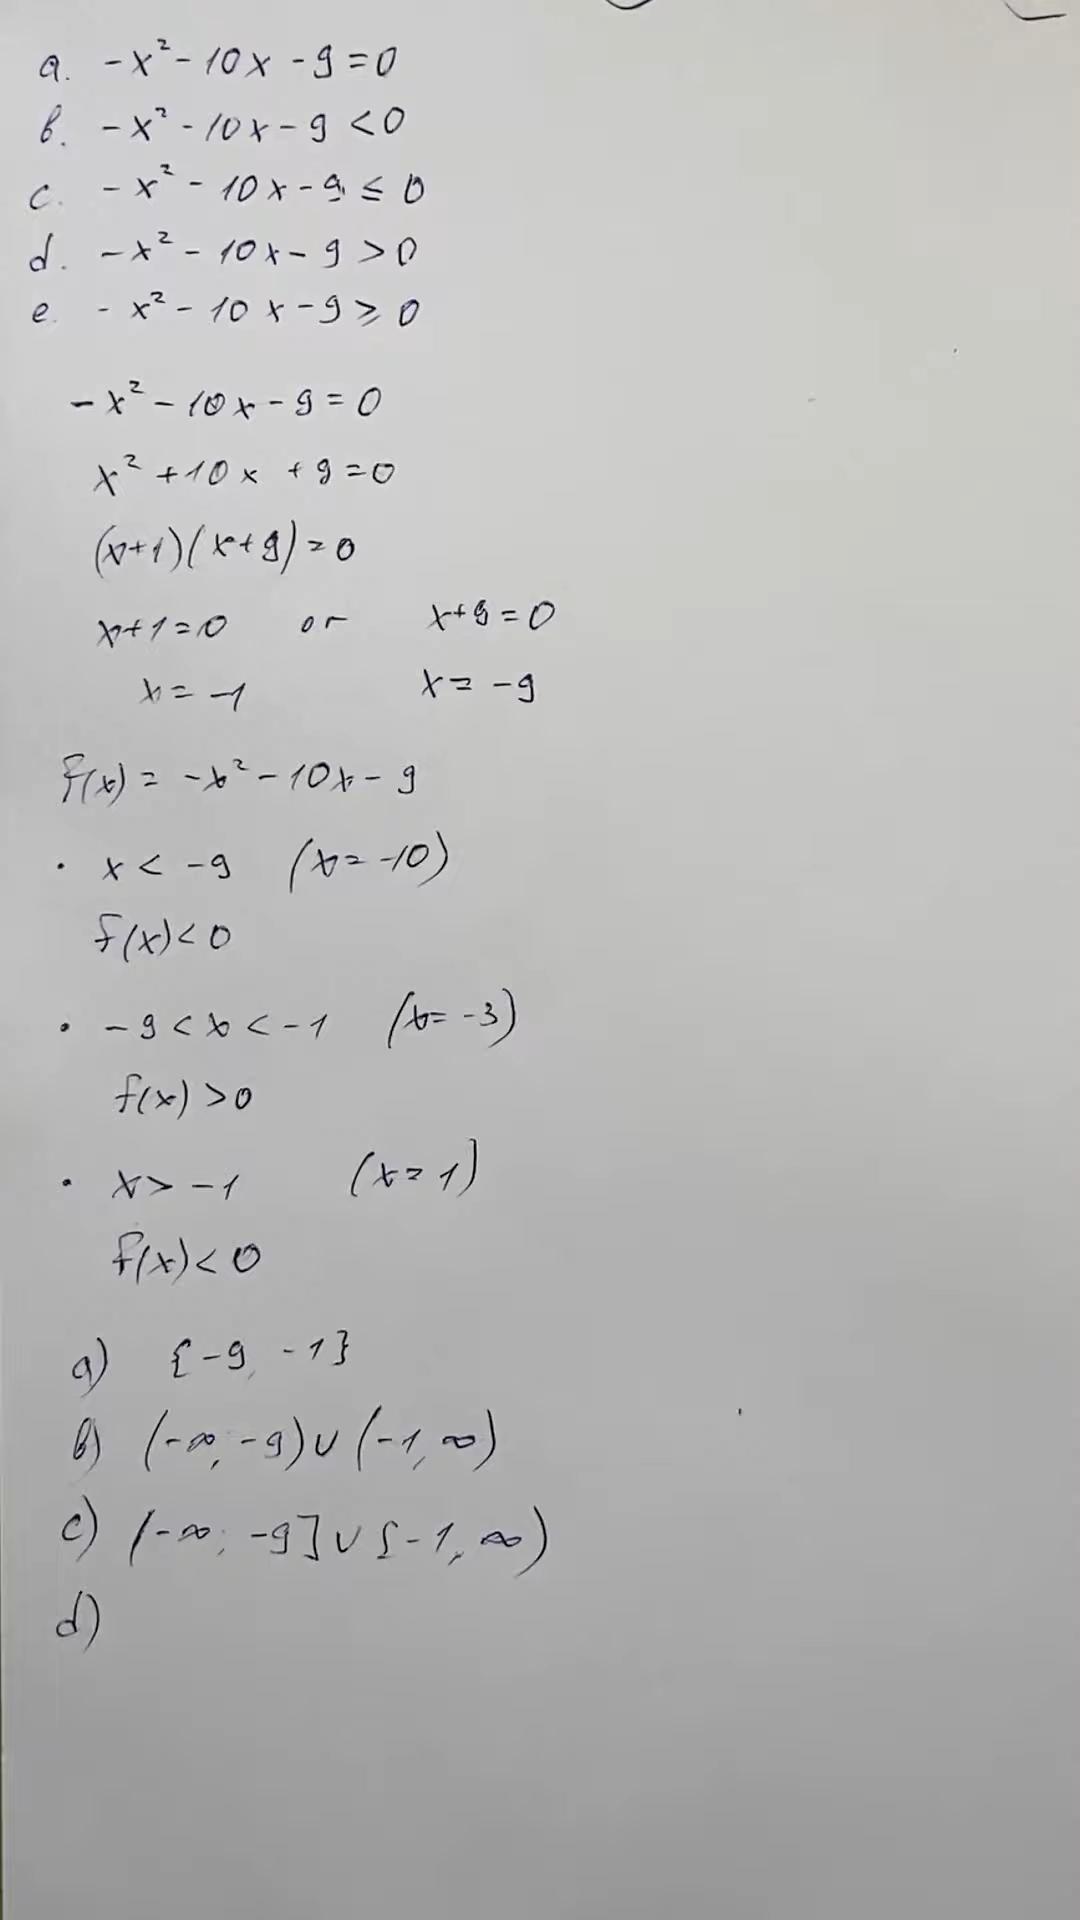 a. -x² - 10x - 9 = 0
b. -x² - 10x - 9 < 0
c. -x² - 10x - 9 ≤ 0
d. -x² - 10x - 9 > 0
e. -x² - 10x - 9 ≥ 0
-x² - 10x - 9 = 0
x² + 10x + 9 = 0
(x+1)(x+9) = 0
x+1 = 0 or x+9 = 0
x = -1 x = -9
f(x) = -x² - 10x - 9
· x < -9 (x = -10)
f(x) < 0
· -9 < x < -1 (x = -3)
f(x) > 0
· x > -1 (x = 1)
f(x) < 0
a) {-9, -1}
b) (-∞, -9) ∪ (-1, ∞)
c) (-∞, -9] ∪ [-1, ∞)
d)